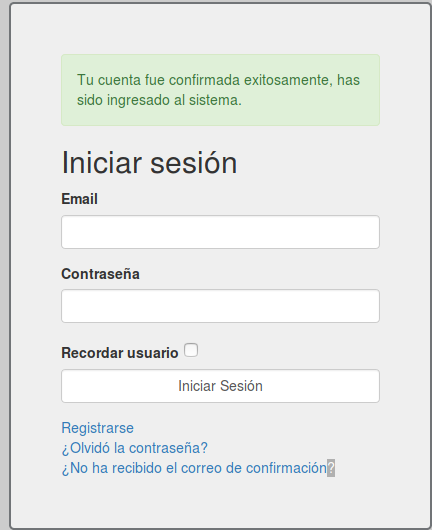 Tu cuenta fue confirmada exitosamente, has
sido ingresado al sistema.
Iniciar sesión
Email
Contraseña
Recordar usuario
Iniciar Sesión
Registrarse
¿Olvidó la contraseña?
¿No ha recibido el correo de confirmación?